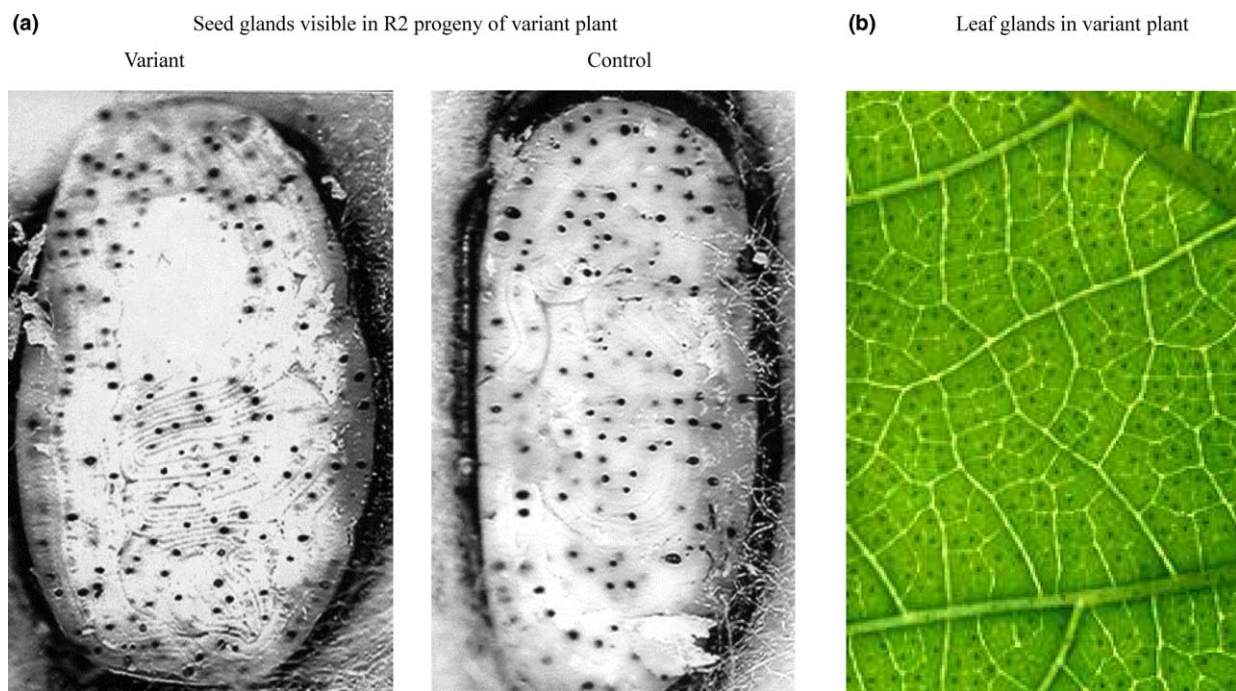 (a) Seed glands visible in R2 progeny of variant plant
Variant
Control
(b) Leaf glands in variant plant